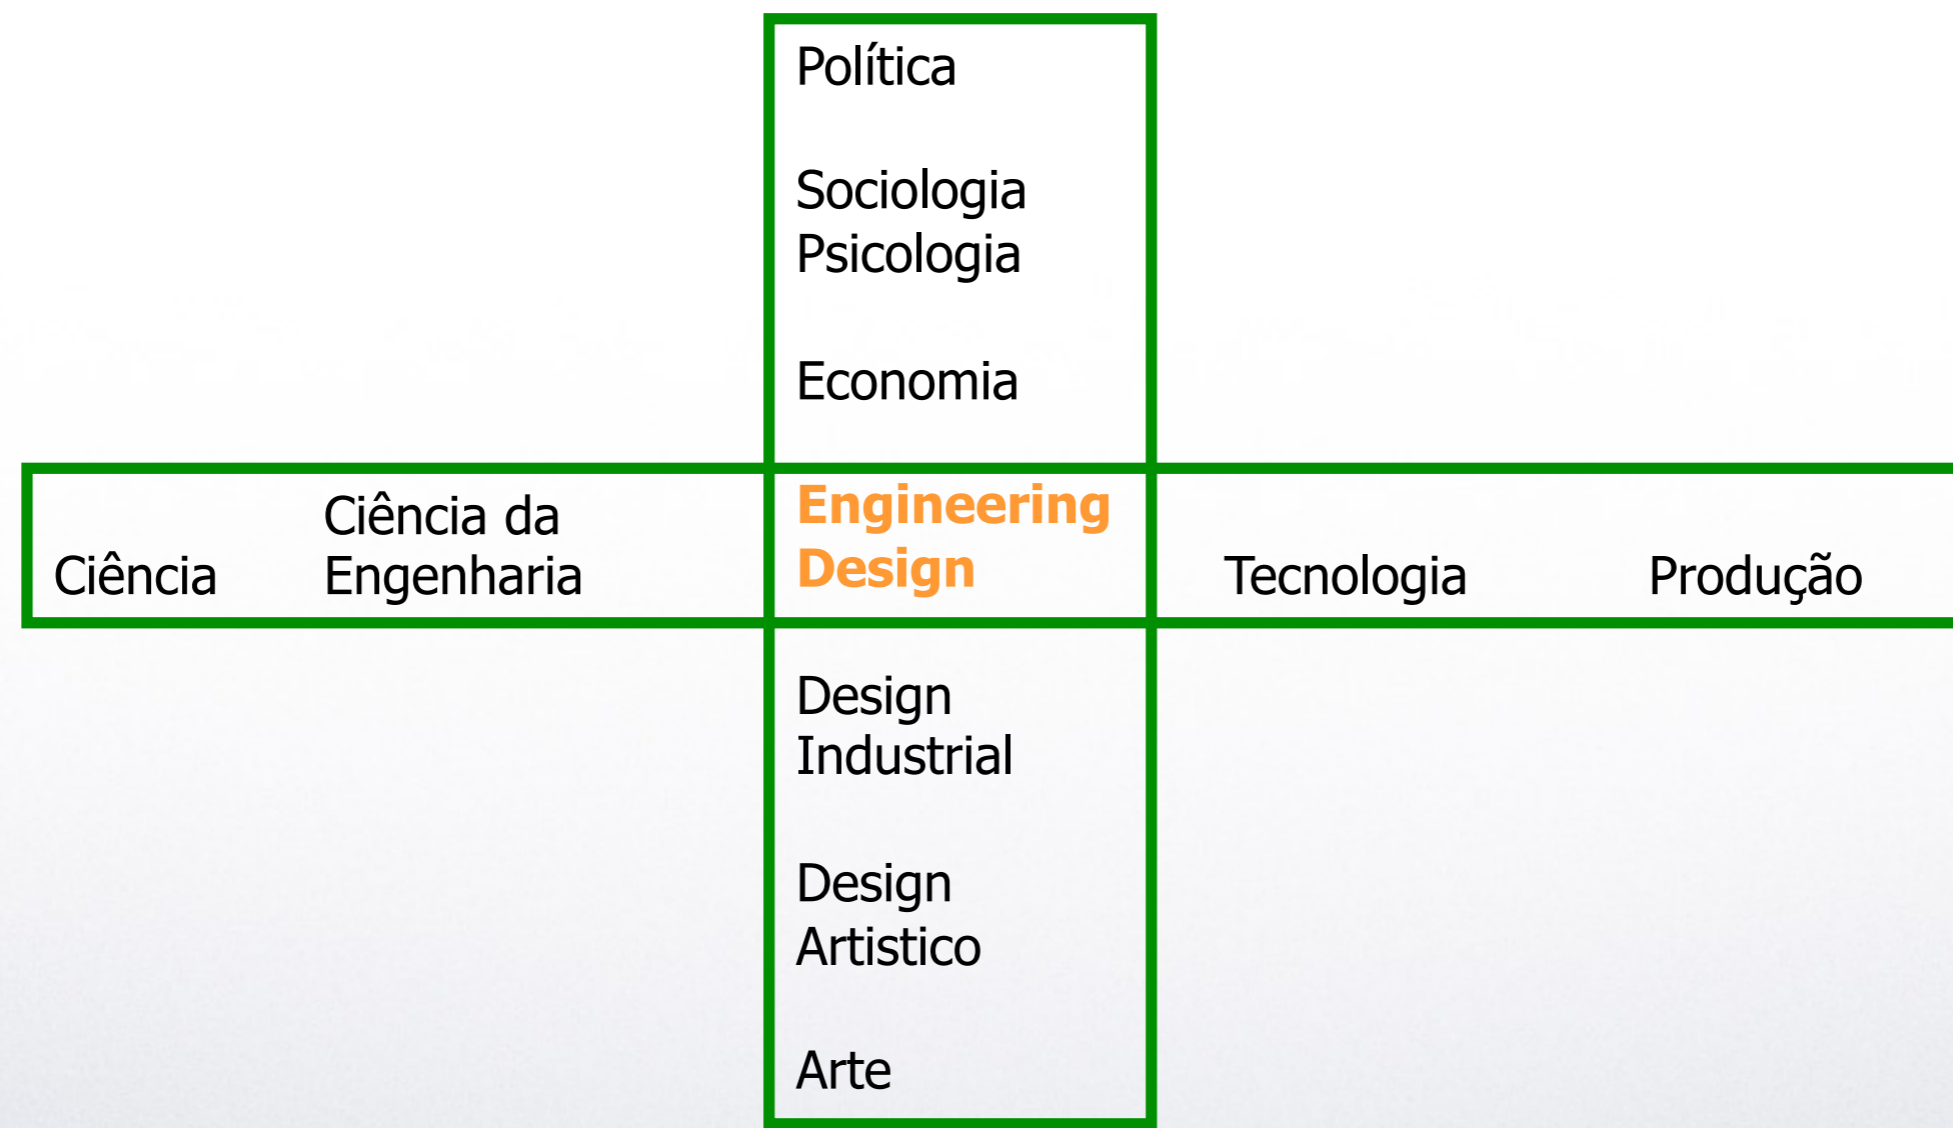 Política
Sociologia
Psicologia
Economia
Ciência
Ciência da
Engenharia
Engineering
Design
Tecnologia
Produção
Design
Industrial
Design
Artistico
Arte